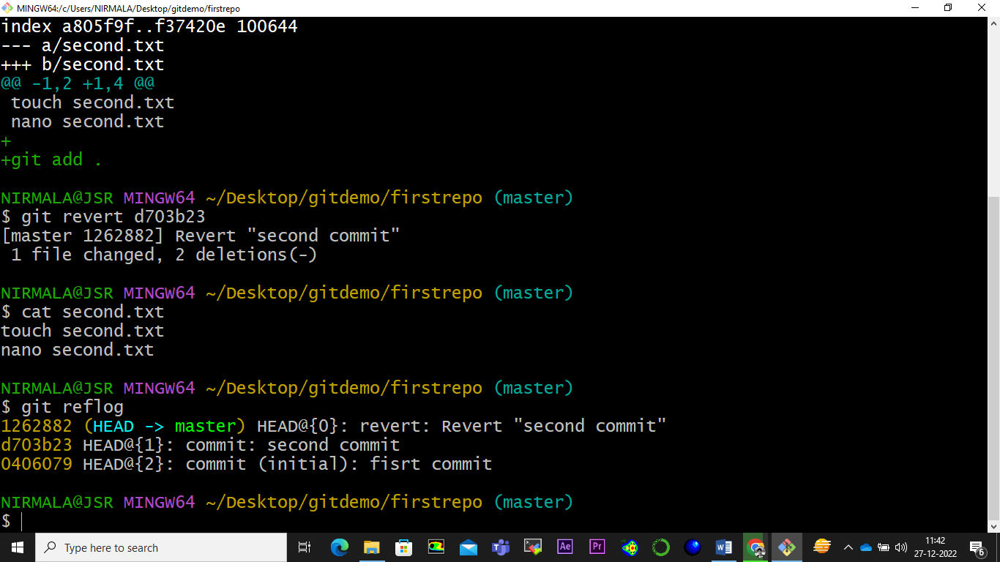 MINGW64:/c/Users/NIRMALA/Desktop/gitdemo/firstrepo
index a805f9f..f37420e 100644
--- a/second.txt
+++ b/second.txt
@@ -1,2 +1,4 @@
 touch second.txt
 nano second.txt
+
+git add .
NIRMALA@JSR MINGW64 ~/Desktop/gitdemo/firstrepo (master)
$ git revert d703b23
[master 1262882] Revert "second commit"
 1 file changed, 2 deletions(-)
NIRMALA@JSR MINGW64 ~/Desktop/gitdemo/firstrepo (master)
$ cat second.txt
touch second.txt
nano second.txt
NIRMALA@JSR MINGW64 ~/Desktop/gitdemo/firstrepo (master)
$ git reflog
1262882 (HEAD -> master) HEAD@{0}: revert: Revert "second commit"
d703b23 HEAD@{1}: commit: second commit
0406079 HEAD@{2}: commit (initial): fisrt commit
NIRMALA@JSR MINGW64 ~/Desktop/gitdemo/firstrepo (master)
$
Type here to search
Ae
Pr
11:42
27-12-2022
6